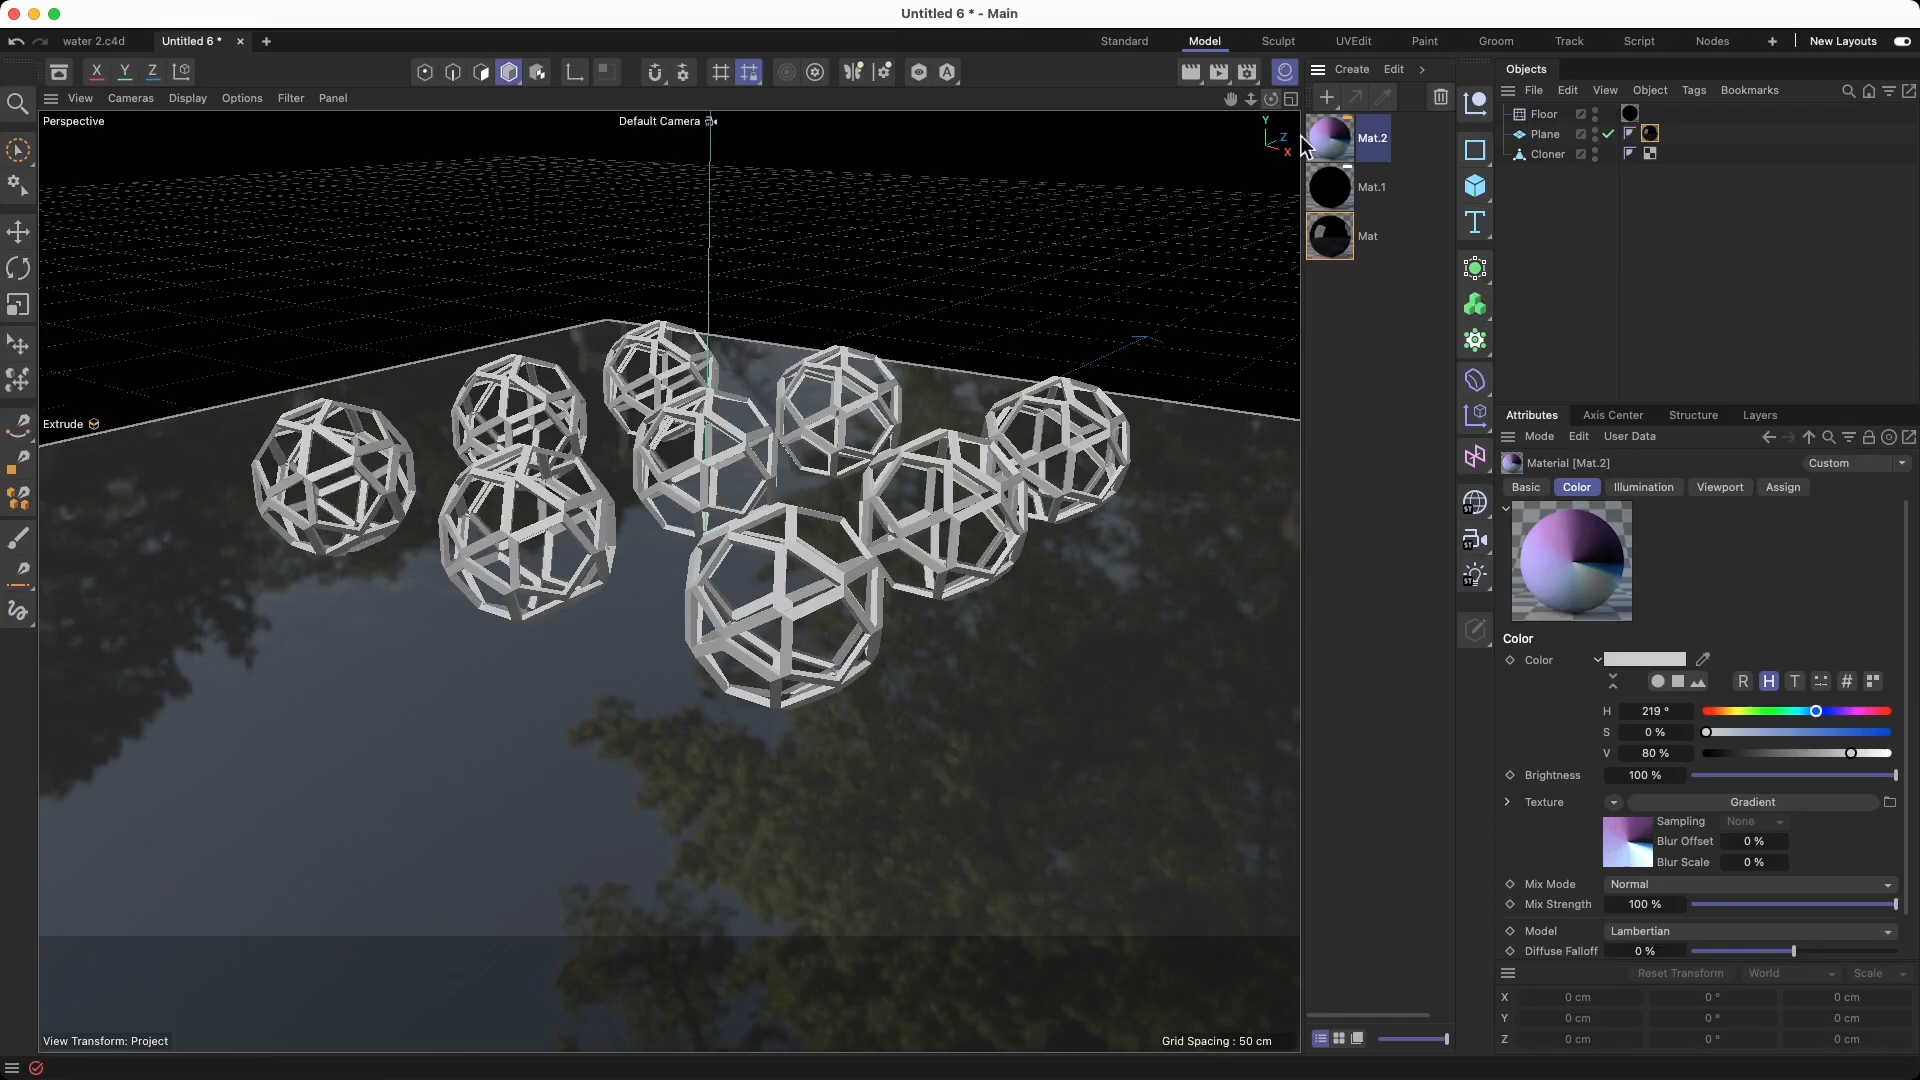 Untitled 6 * - Main
water 2.c4d
Untitled 6 *
Standard
Model
Sculpt
UVEdit
Paint
Groom
Track
Script
Nodes
New Layouts
X
Y
Z
A
Create
Edit
View
Cameras
Display
Options
Filter
Panel
Perspective
Default Camera
Y
Z
X
Extrude
View Transform: Project
Grid Spacing : 50 cm
Mat.2
Mat.1
Mat
T
ST
ST
ST
Objects
File
Edit
View
Object
Tags
Bookmarks
Floor
Plane
Cloner
Attributes
Axis Center
Structure
Layers
Mode
Edit
User Data
Material [Mat.2]
Custom
Basic
Color
Illumination
Viewport
Assign
Color
Color
R
H
T
#
H
219 °
S
0 %
V
80 %
Brightness
100 %
Texture
Gradient
Sampling
None
Blur Offset
0 %
Blur Scale
0 %
Mix Mode
Normal
Mix Strength
100 %
Model
Lambertian
Diffuse Falloff
0 %
Reset Transform
World
Scale
X
0 cm
0 °
0 cm
Y
0 cm
0 °
0 cm
Z
0 cm
0 °
0 cm